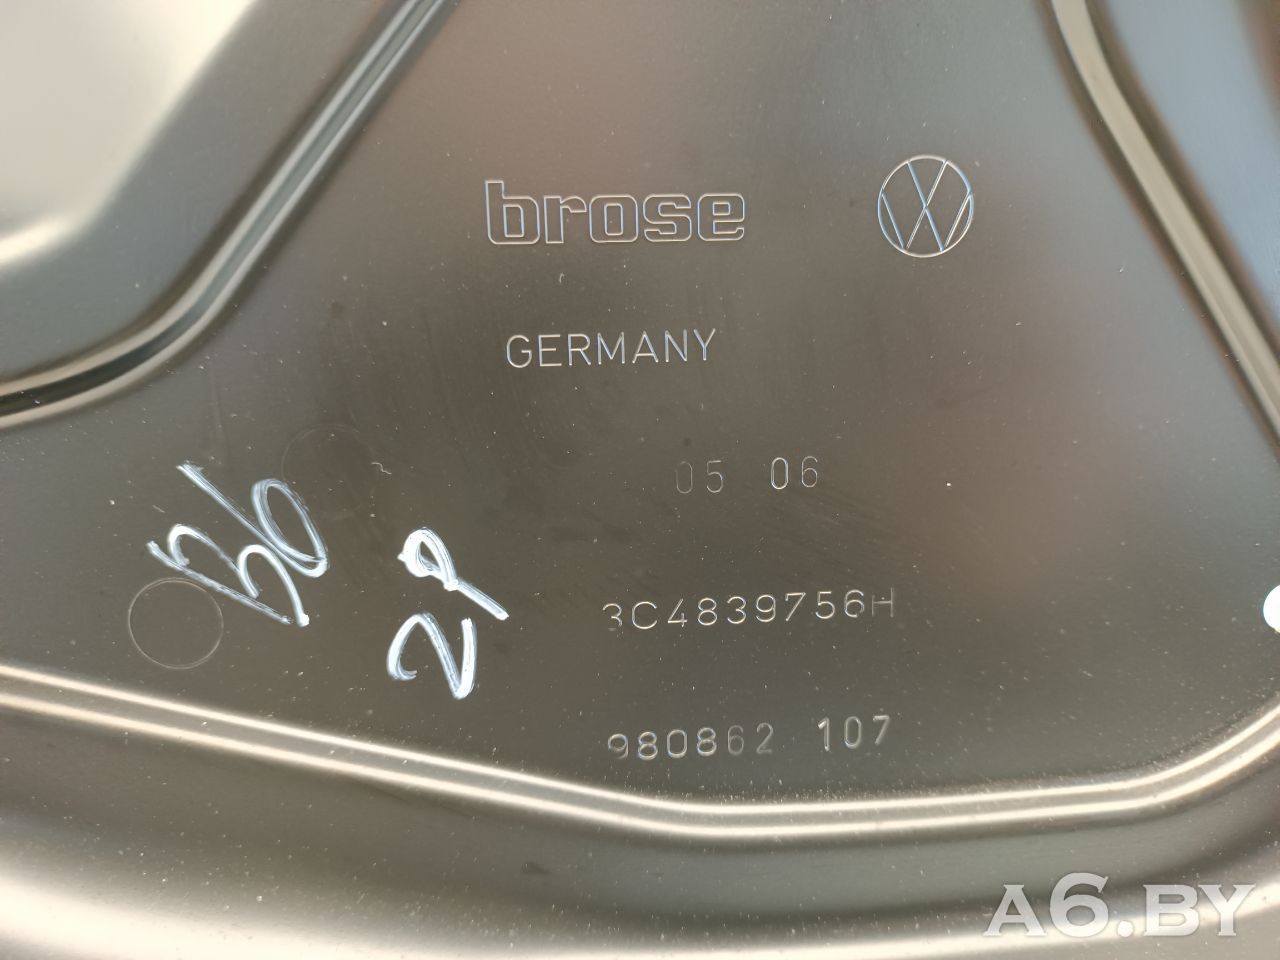 brose
GERMANY
05 06
3C4839756H
980862 107
B6
2P
A6.BY